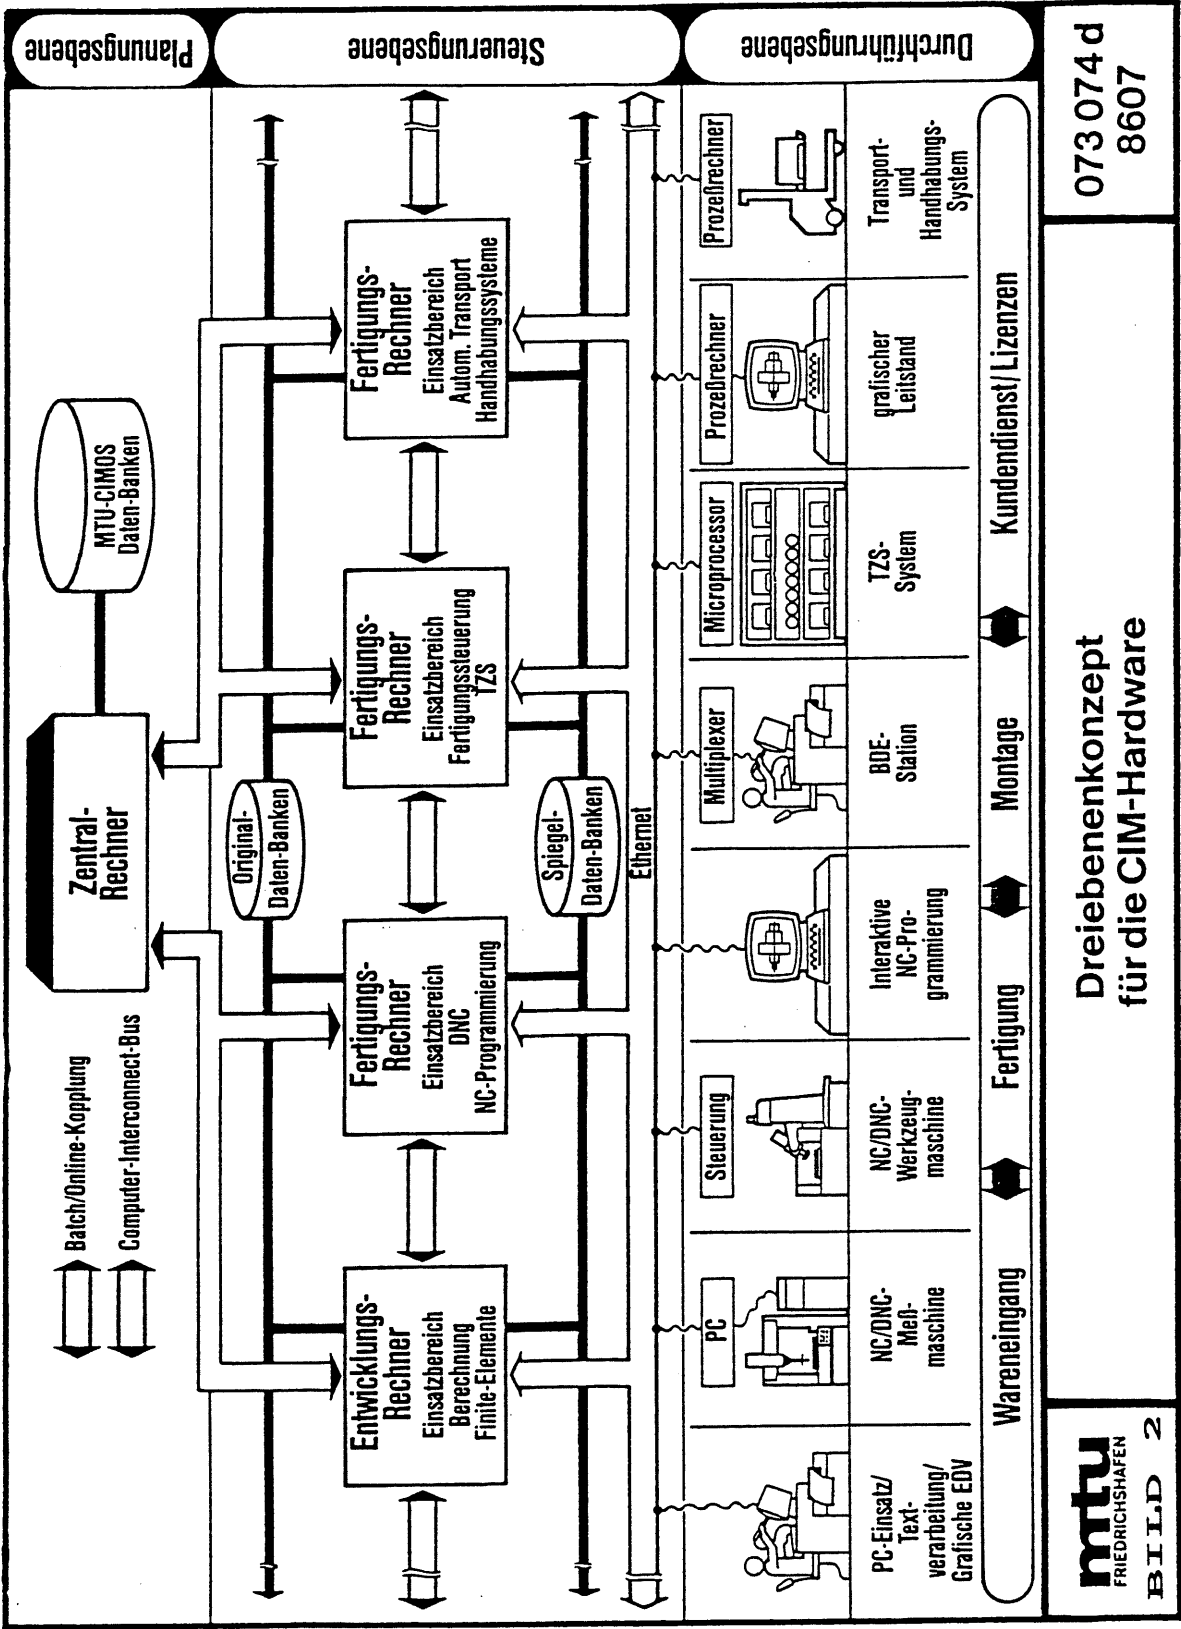 Planungsebene
Zentral-
Rechner
MTU-CIMOS
Daten-Banken
Batch/Online-Kopplung
Computer-Interconnect-Bus
Steuerungsebene
Original-
Daten-Banken
Entwicklungs-
Rechner
Einsatzbereich
Berechnung
Finite-Elemente
Fertigungs-
Rechner
Einsatzbereich
DNC
NC-Programmierung
Fertigungs-
Rechner
Einsatzbereich
Fertigungssteuerung
TZS
Fertigungs-
Rechner
Einsatzbereich
Autom. Transport
Handhabungssysteme
Spiegel-
Daten-Banken
Ethernet
Durchführungsebene
PC
Steuerung
Multiplexer
Microprocessor
Prozeßrechner
Prozeßrechner
PC-Einsatz/
Text-
verarbeitung/
Grafische EDV
NC/DNC-
Meß-
maschine
NC/DNC-
Werkzeug-
maschine
Interaktive
NC-Pro-
grammierung
BDE-
Station
TZS-
System
grafischer
Leitstand
Transport-
und
Handhabungs-
System
Wareneingang
Fertigung
Montage
Kundendienst/Lizenzen
mtu
FRIEDRICHSHAFEN
BILD 2
Dreiebenenkonzept
für die CIM-Hardware
073 074 d
8607